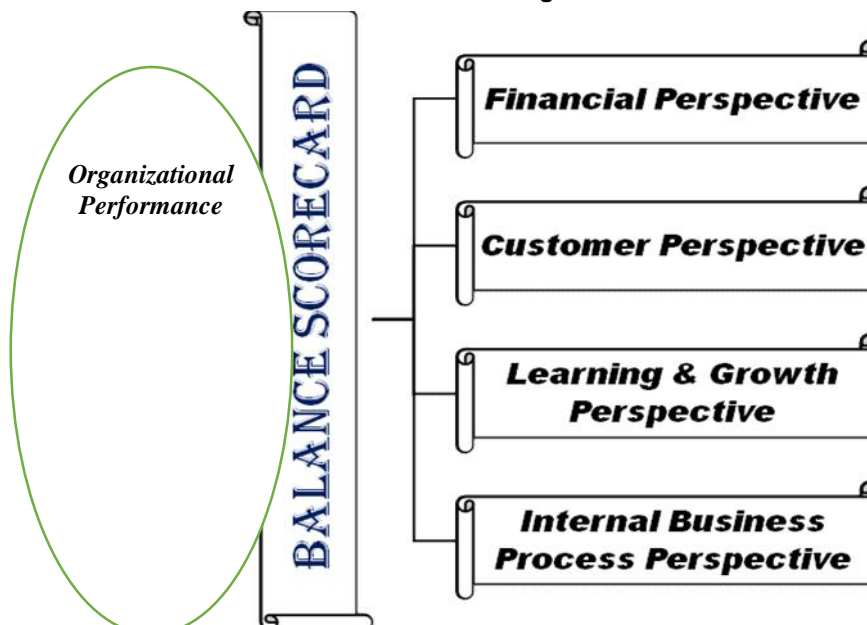 Organizational
Performance
BALANCE SCORECARD
Financial Perspective
Customer Perspective
Learning & Growth
Perspective
Internal Business
Process Perspective